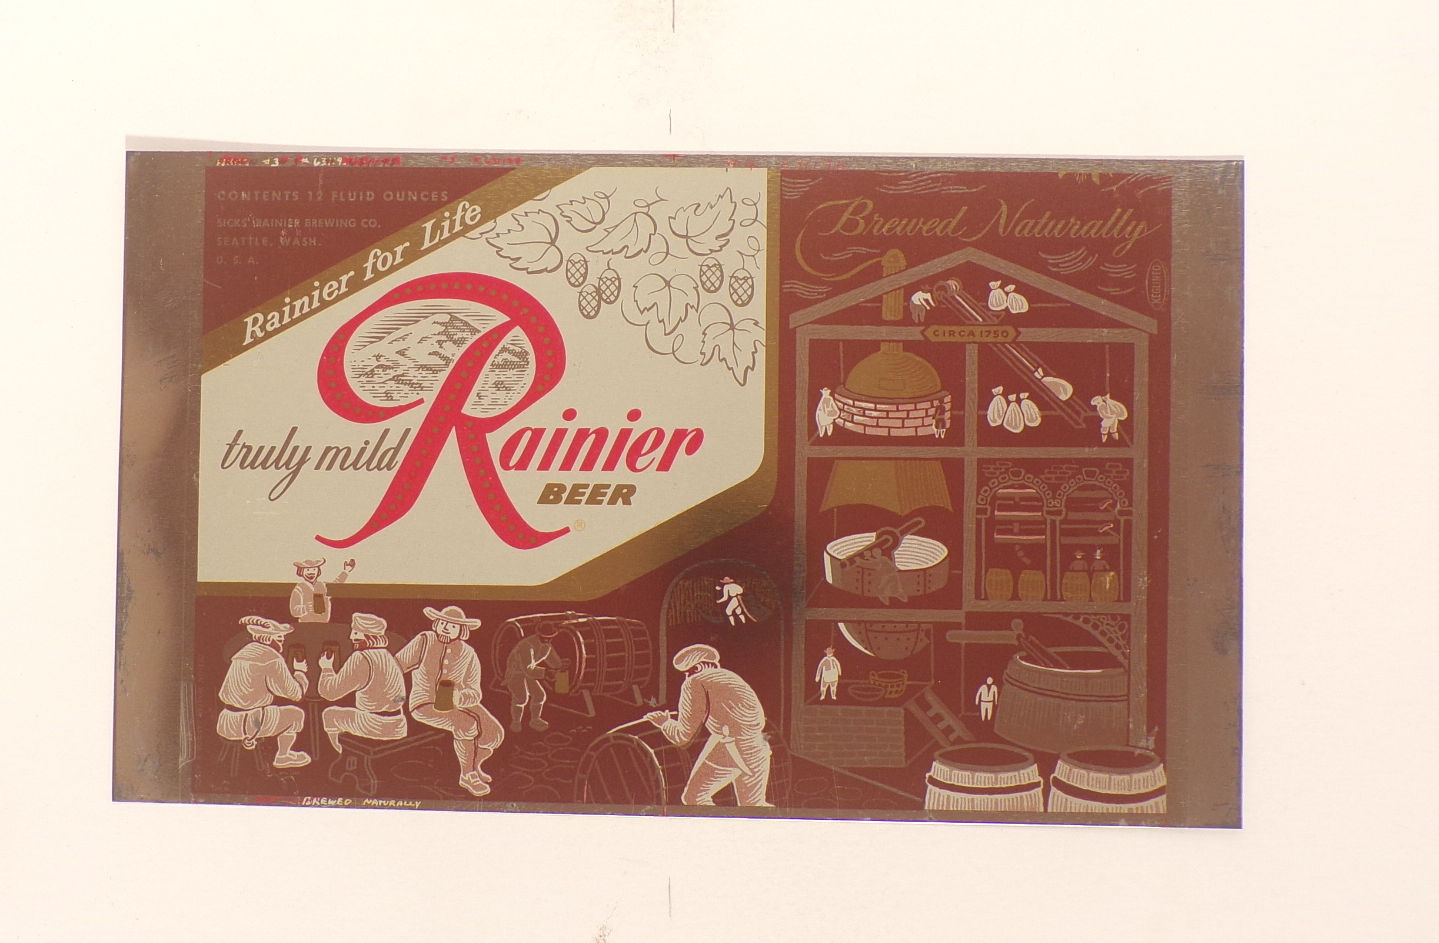 CONTENTS 12 FLUID OUNCES
SICKS' RAINIER BREWING CO.
SEATTLE, WASH.
U. S. A.
Rainier for Life
truly mild
Rainier
BEER
®
Brewed Naturally
CIRCA 1750
BREWED NATURALLY